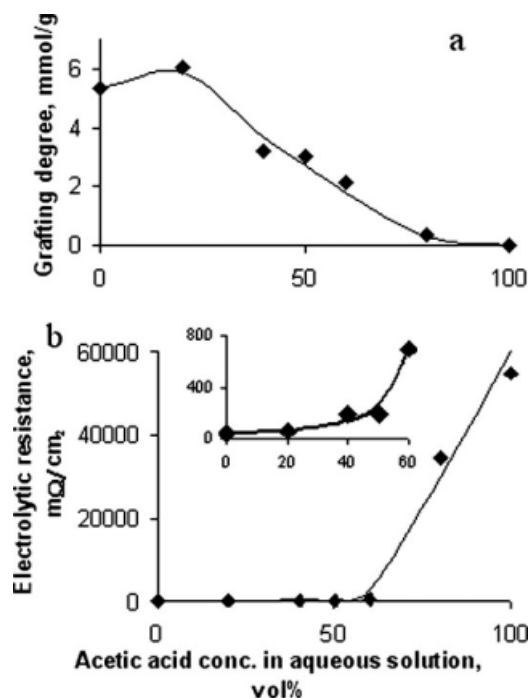 a
Grafting degree, mmol/g
6
4
2
0
0 50 100
b
Electrolytic resistance,
mΩ/cm₂
60000
40000
20000
0
800
400
0
0 20 40 60
0 50 100
Acetic acid conc. in aqueous solution,
vol%